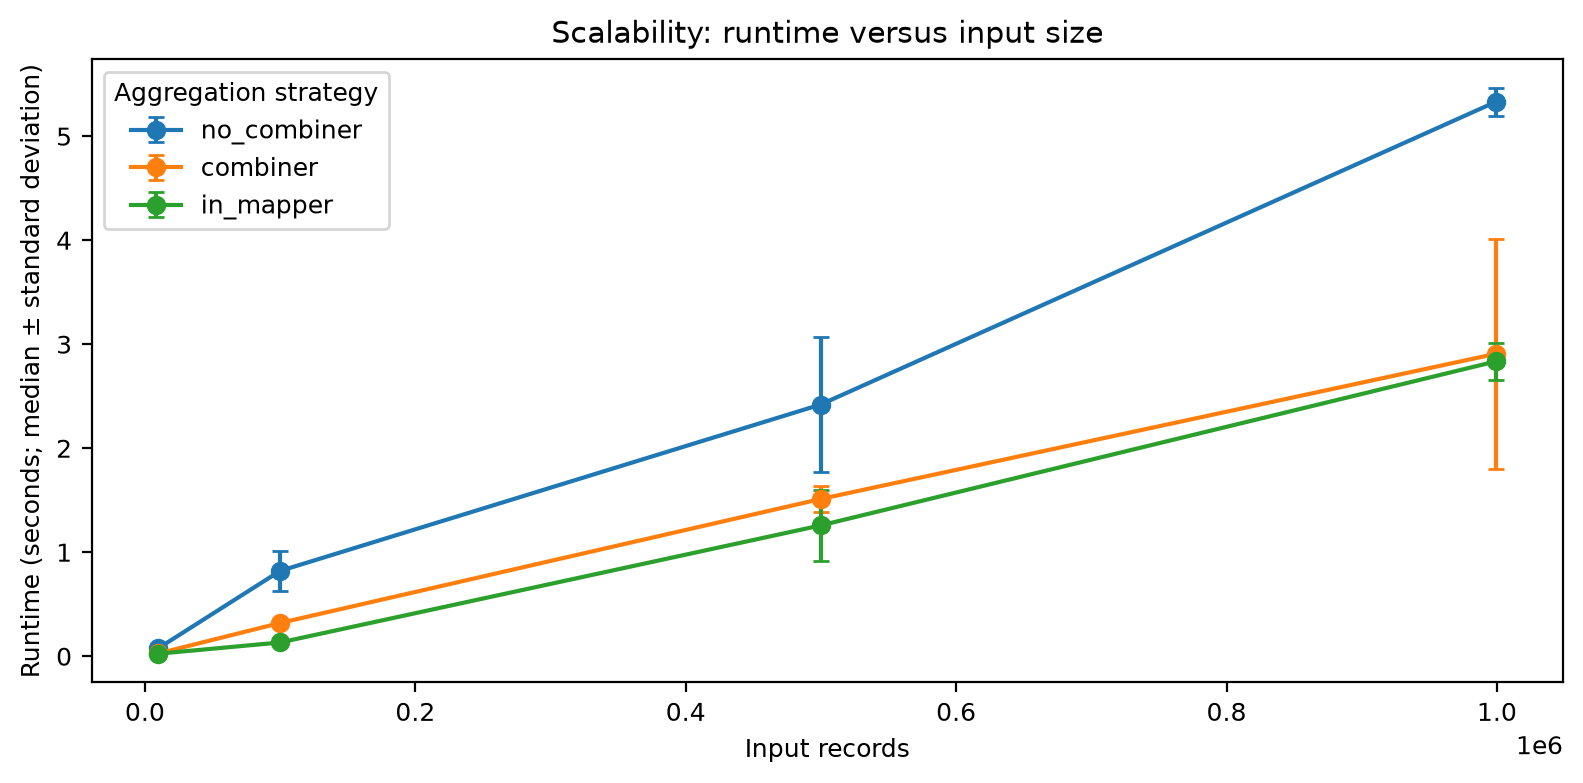 Scalability: runtime versus input size
Runtime (seconds; median ± standard deviation)
Aggregation strategy
no_combiner
combiner
in_mapper
5
4
3
2
1
0
0.0 0.2 0.4 0.6 0.8 1.0
1e6
Input records